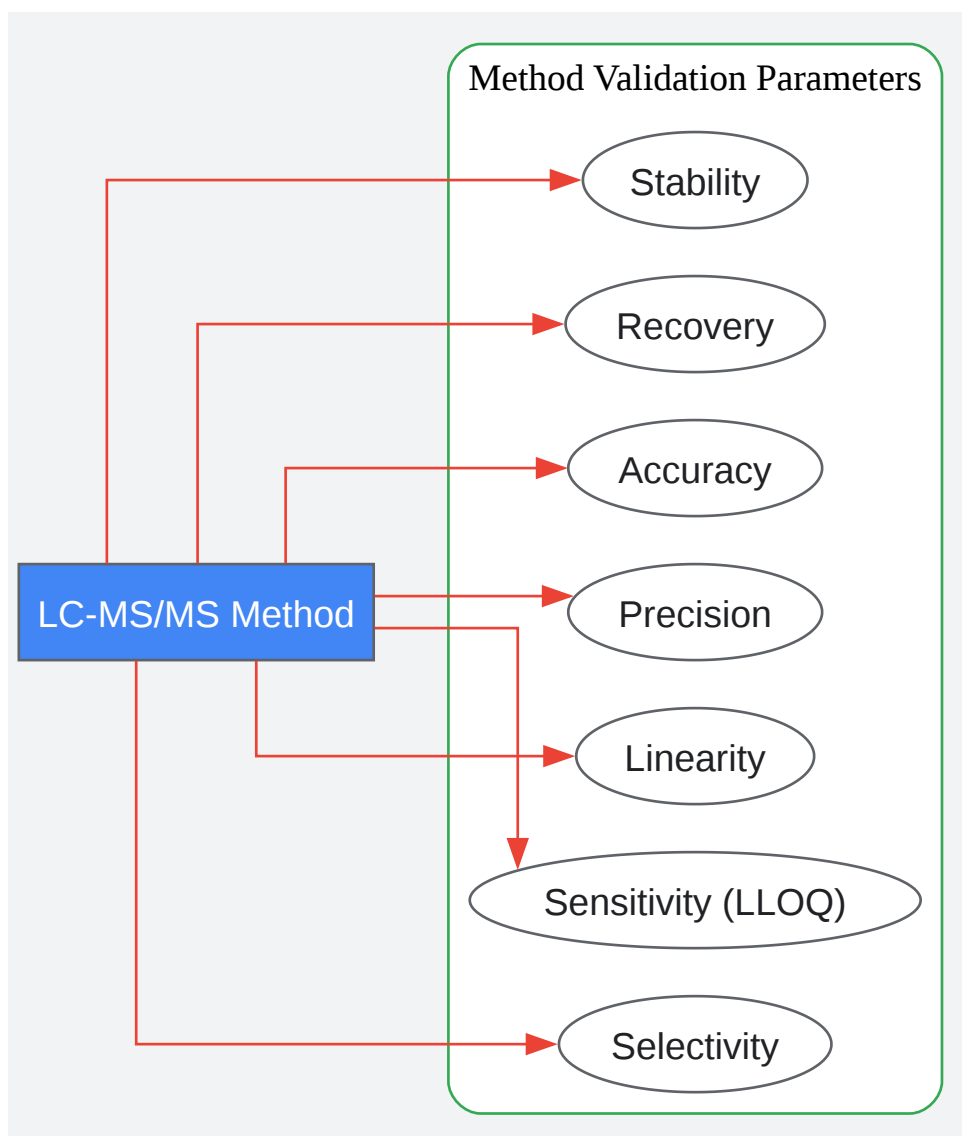 Method Validation Parameters
Stability
Recovery
Accuracy
LC-MS/MS Method
Precision
Linearity
Sensitivity (LLOQ)
Selectivity